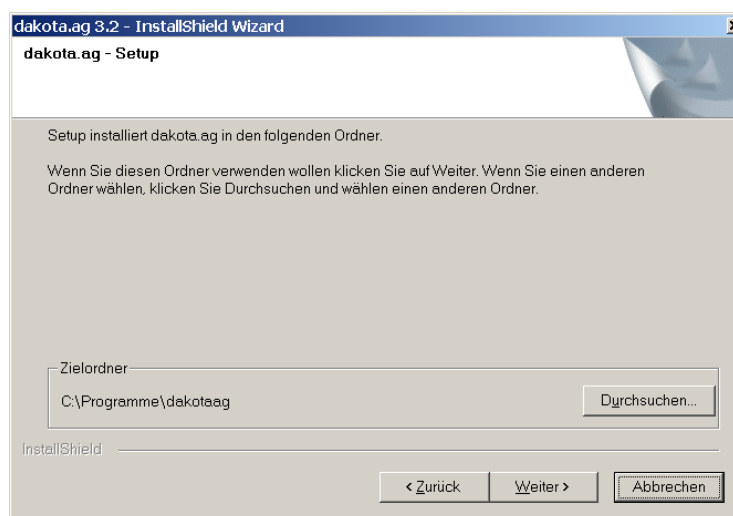 dakota.ag 3.2 - InstallShield Wizard
dakota.ag - Setup
Setup installiert dakota.ag in den folgenden Ordner.
Wenn Sie diesen Ordner verwenden wollen klicken Sie auf Weiter. Wenn Sie einen anderen
Ordner wählen, klicken Sie Durchsuchen und wählen einen anderen Ordner.
Zielordner
C:\Programme\dakotaag
Durchsuchen...
InstallShield
< Zurück
Weiter >
Abbrechen